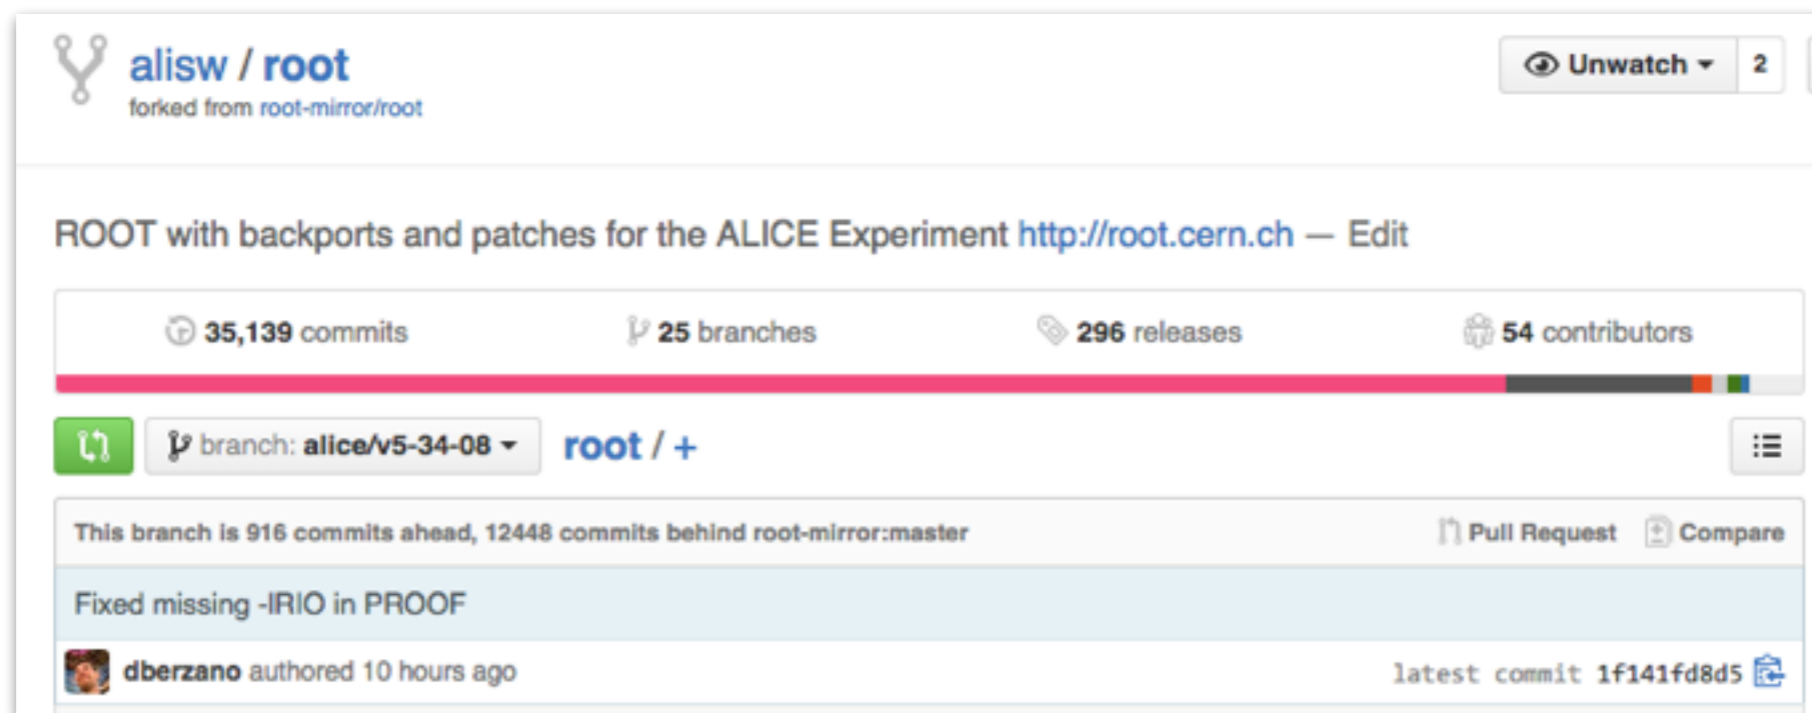 alisw / root
forked from root-mirror/root
Unwatch 2
ROOT with backports and patches for the ALICE Experiment http://root.cern.ch — Edit
35,139 commits 25 branches 296 releases 54 contributors
branch: alice/v5-34-08 root / +
This branch is 916 commits ahead, 12448 commits behind root-mirror:master Pull Request Compare
Fixed missing -lRIO in PROOF
dberzano authored 10 hours ago latest commit 1f141fd8d5